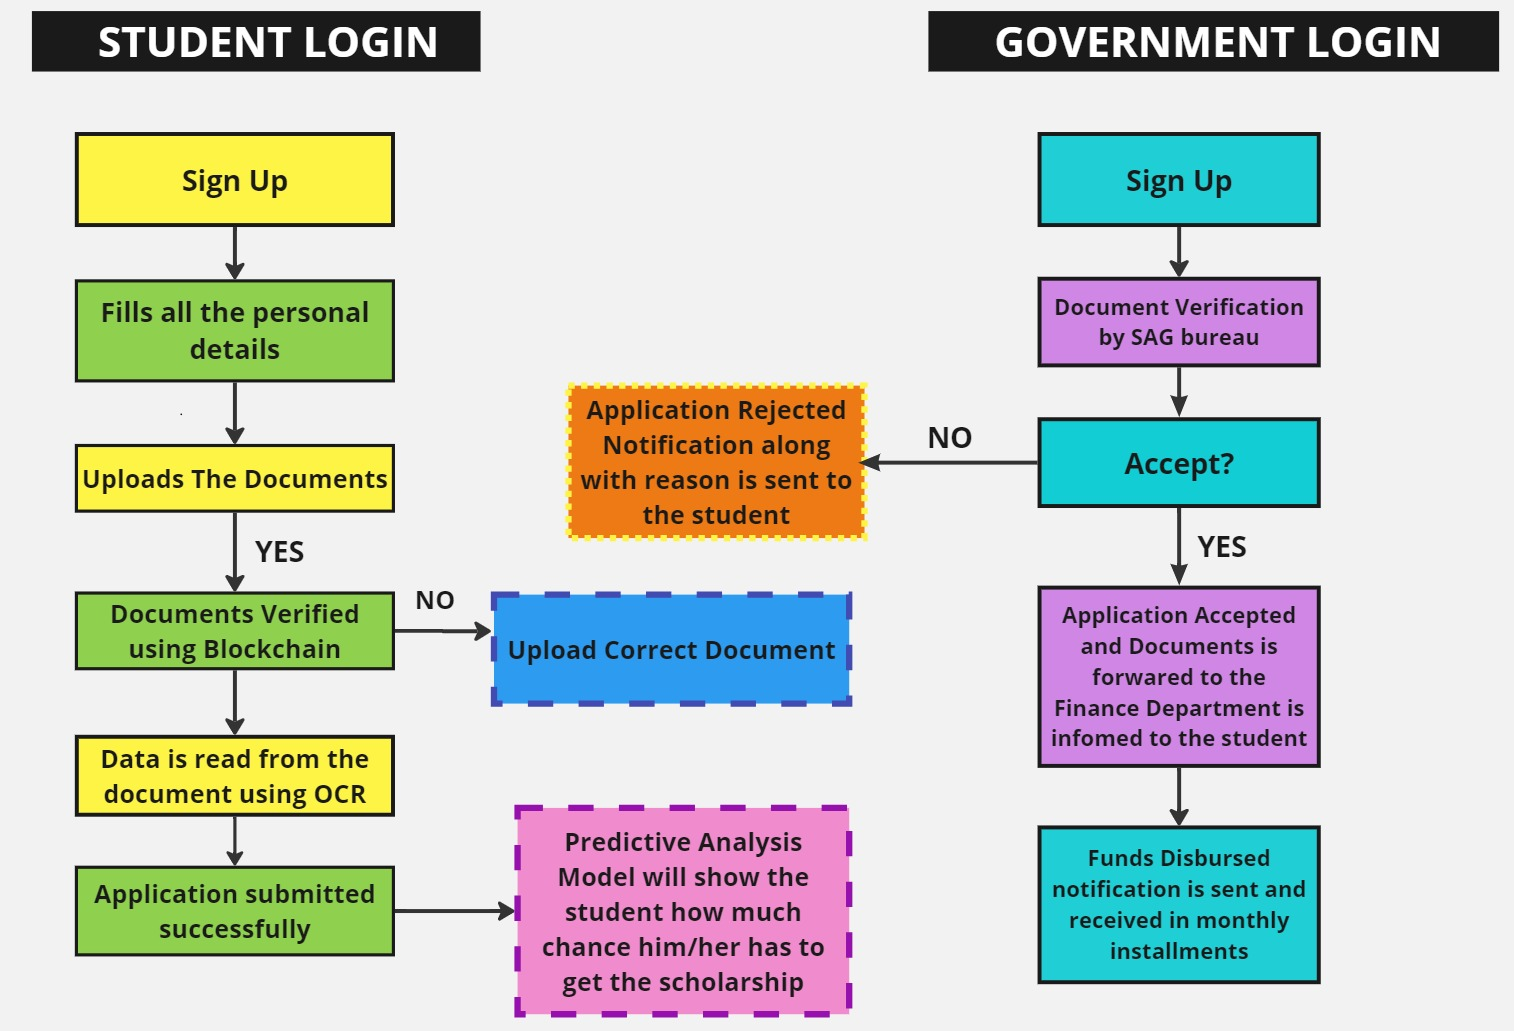 STUDENT LOGIN
Sign Up
Fills all the personal
details
Uploads The Documents
YES
Documents Verified
using Blockchain
NO
Upload Correct Document
Data is read from the
document using OCR
Application submitted
successfully
Predictive Analysis
Model will show the
student how much
chance him/her has to
get the scholarship
GOVERNMENT LOGIN
Sign Up
Document Verification
by SAG bureau
Accept?
NO
Application Rejected
Notification along
with reason is sent to
the student
YES
Application Accepted
and Documents is
forwared to the
Finance Department is
infomed to the student
Funds Disbursed
notification is sent and
received in monthly
installments